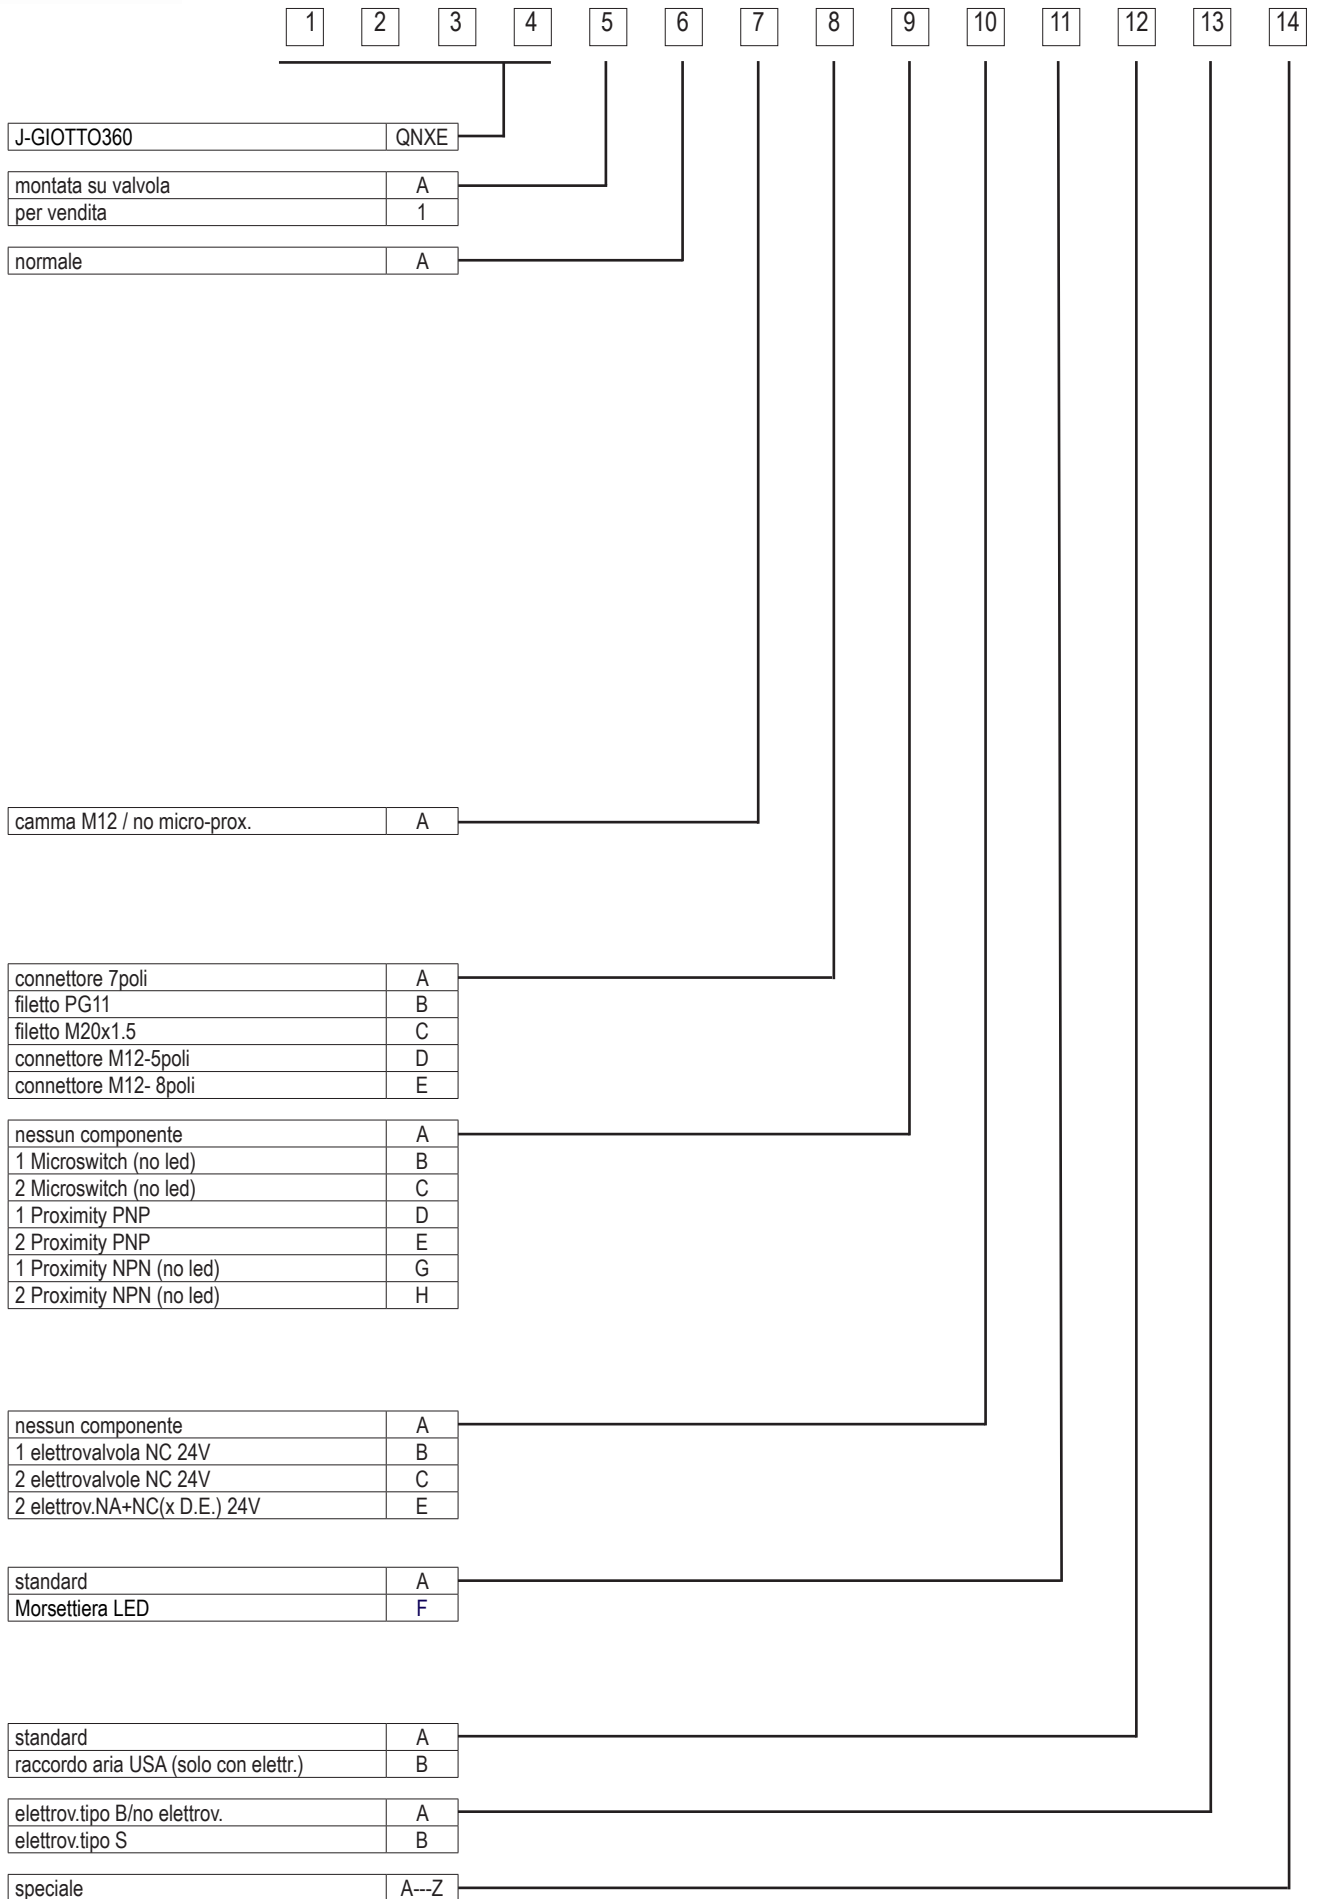 1 2 3 4 5 6 7 8 9 10 11 12 13 14
J-GIOTTO360 QNXE
montata su valvola A
per vendita 1
normale A
camma M12 / no micro-prox. A
connettore 7poli A
filetto PG11 B
filetto M20x1.5 C
connettore M12-5poli D
connettore M12- 8poli E
nessun componente A
1 Microswitch (no led) B
2 Microswitch (no led) C
1 Proximity PNP D
2 Proximity PNP E
1 Proximity NPN (no led) G
2 Proximity NPN (no led) H
nessun componente A
1 elettrovalvola NC 24V B
2 elettrovalvole NC 24V C
2 elettrov.NA+NC(x D.E.) 24V E
standard A
Morsettiera LED F
standard A
raccordo aria USA (solo con elettr.) B
elettrov.tipo B/no elettrov. A
elettrov.tipo S B
speciale A---Z